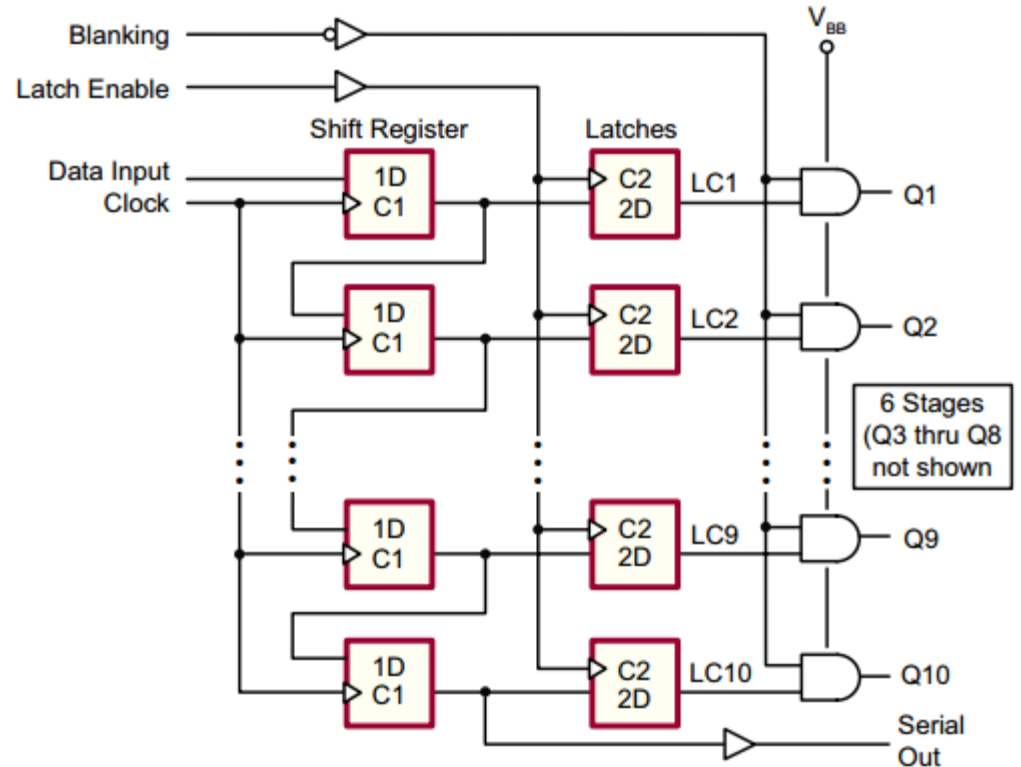 Blanking
V_BB
Latch Enable
Shift Register
Latches
Data Input
Clock
1D
C1
C2
2D
LC1
Q1
1D
C1
C2
2D
LC2
Q2
6 Stages
(Q3 thru Q8
not shown
1D
C1
C2
2D
LC9
Q9
1D
C1
C2
2D
LC10
Q10
Serial
Out